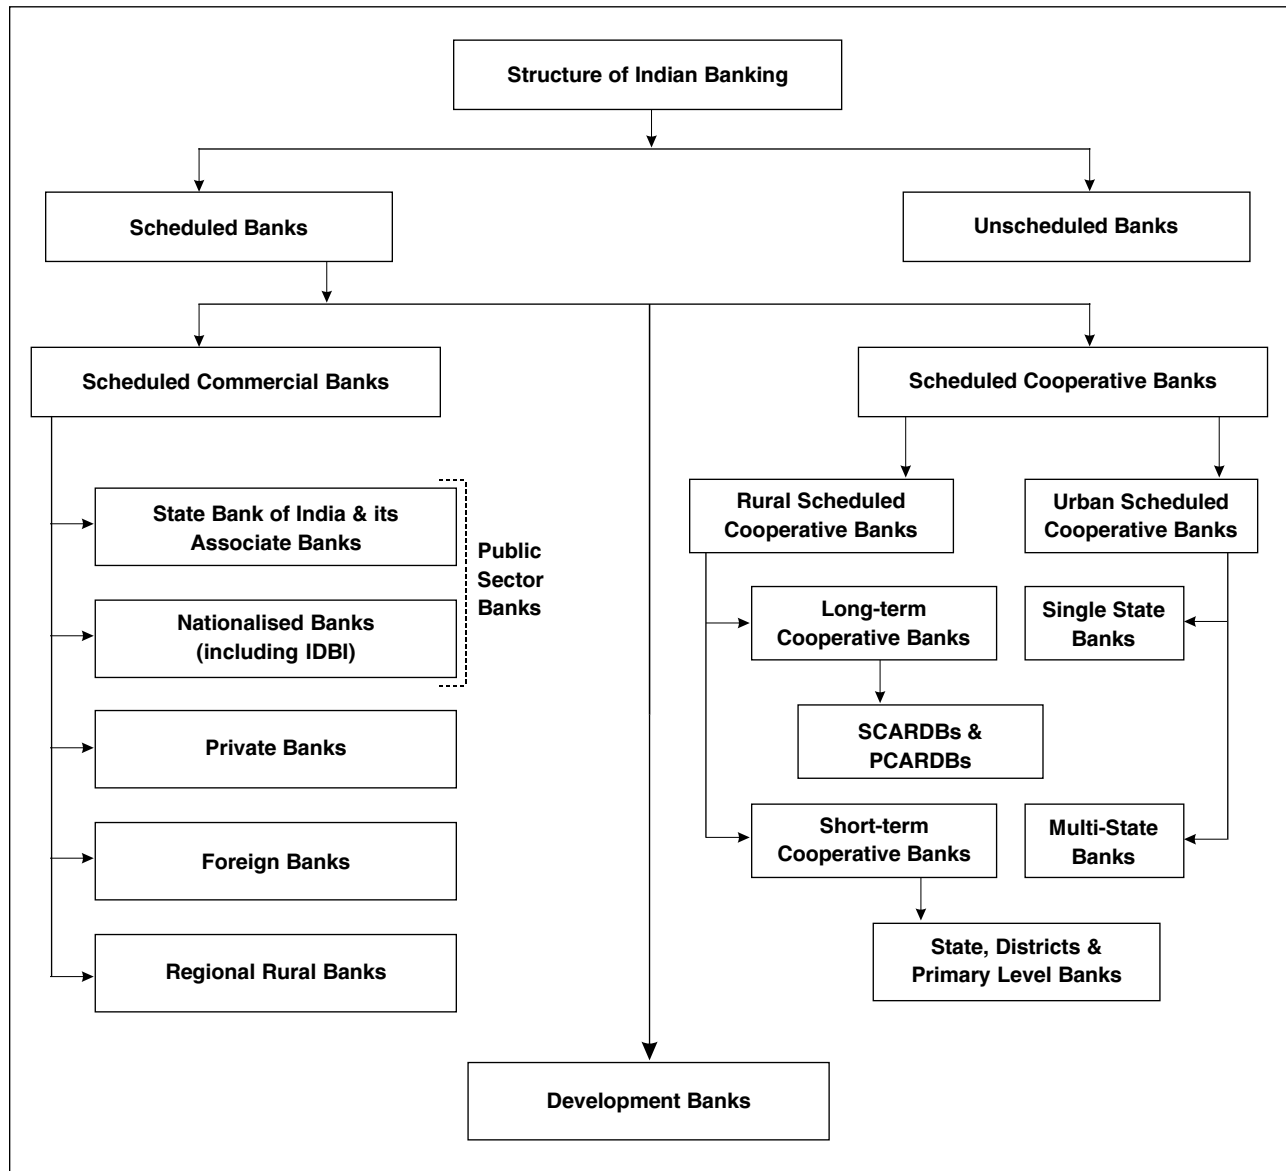 Structure of Indian Banking
Scheduled Banks
Unscheduled Banks
Scheduled Commercial Banks
Scheduled Cooperative Banks
State Bank of India & its
Associate Banks
Nationalised Banks
(including IDBI)
Public
Sector
Banks
Private Banks
Foreign Banks
Regional Rural Banks
Rural Scheduled
Cooperative Banks
Urban Scheduled
Cooperative Banks
Long-term
Cooperative Banks
Single State
Banks
SCARDBs &
PCARDBs
Short-term
Cooperative Banks
Multi-State
Banks
State, Districts &
Primary Level Banks
Development Banks